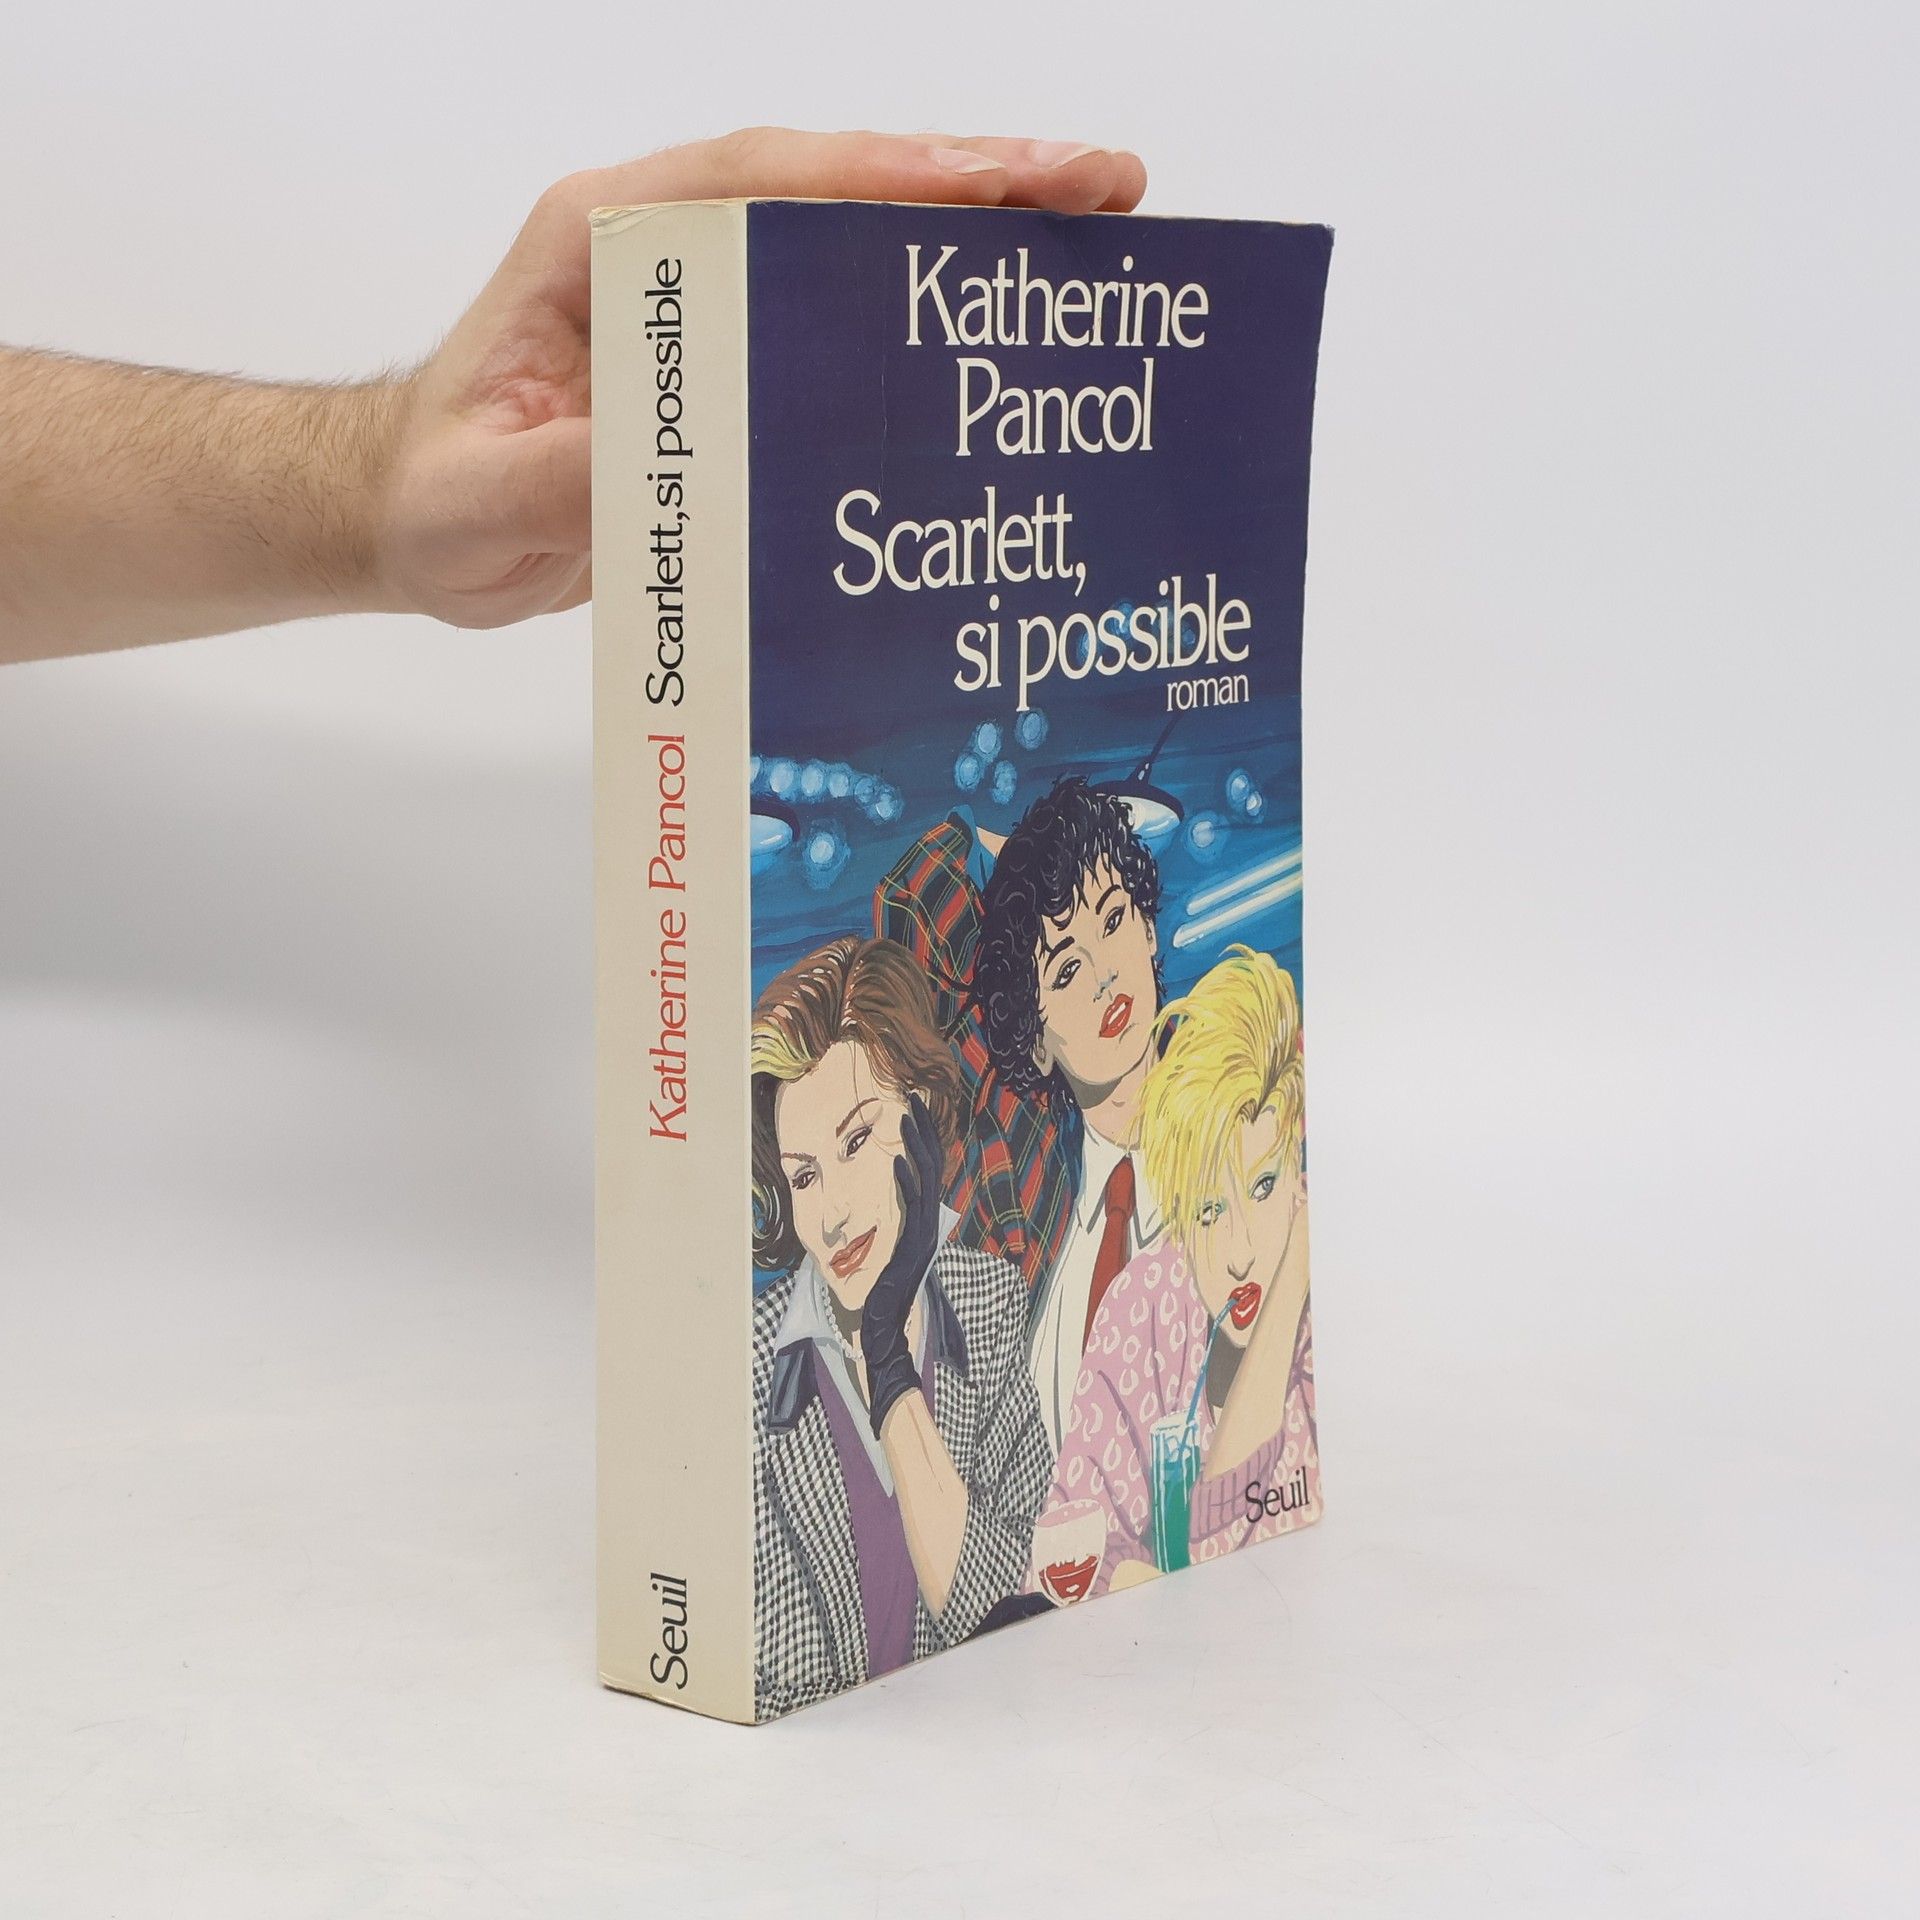 Katherine Pancol Scarlett, si possible
Seuil
Katherine
Pancol
Scarlett,
si possible
roman
Seuil